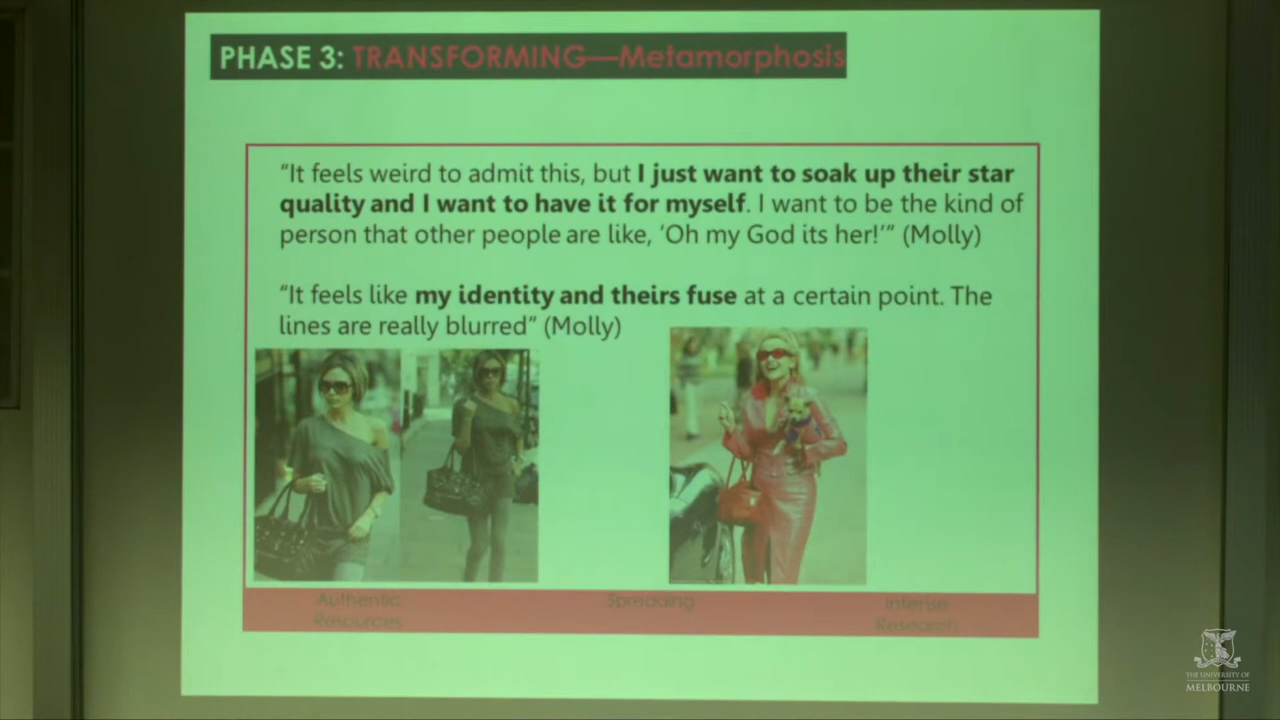 PHASE 3: TRANSFORMING—Metamorphosis
“It feels weird to admit this, but I just want to soak up their star
quality and I want to have it for myself. I want to be the kind of
person that other people are like, ‘Oh my God its her!’” (Molly)
“It feels like my identity and theirs fuse at a certain point. The
lines are really blurred” (Molly)
Authentic
Resources
Spreading
Intense
Research
THE UNIVERSITY OF
MELBOURNE